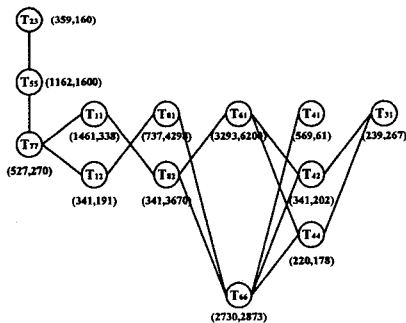 T23 (359,160)
T55 (1162,1600)
T77
(527,270)
T11
(1461,338)
T12
(341,191)
T81
(737,4298)
T82
(341,3670)
T61
(3293,6200)
T41
(569,61)
T42
(341,202)
T44
(220,178)
T31
(239,267)
T66
(2730,2873)